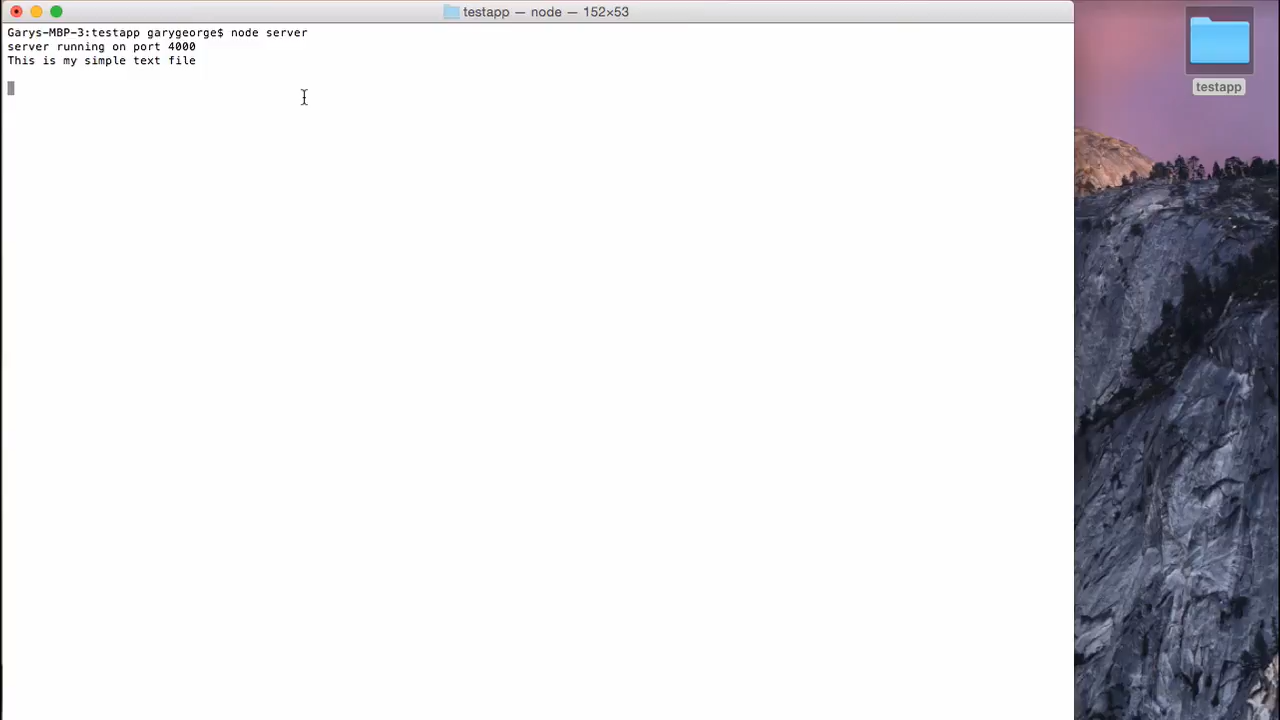 testapp — node — 152×53
Garys-MBP-3:testapp garygeorge$ node server
server running on port 4000
This is my simple text file
testapp